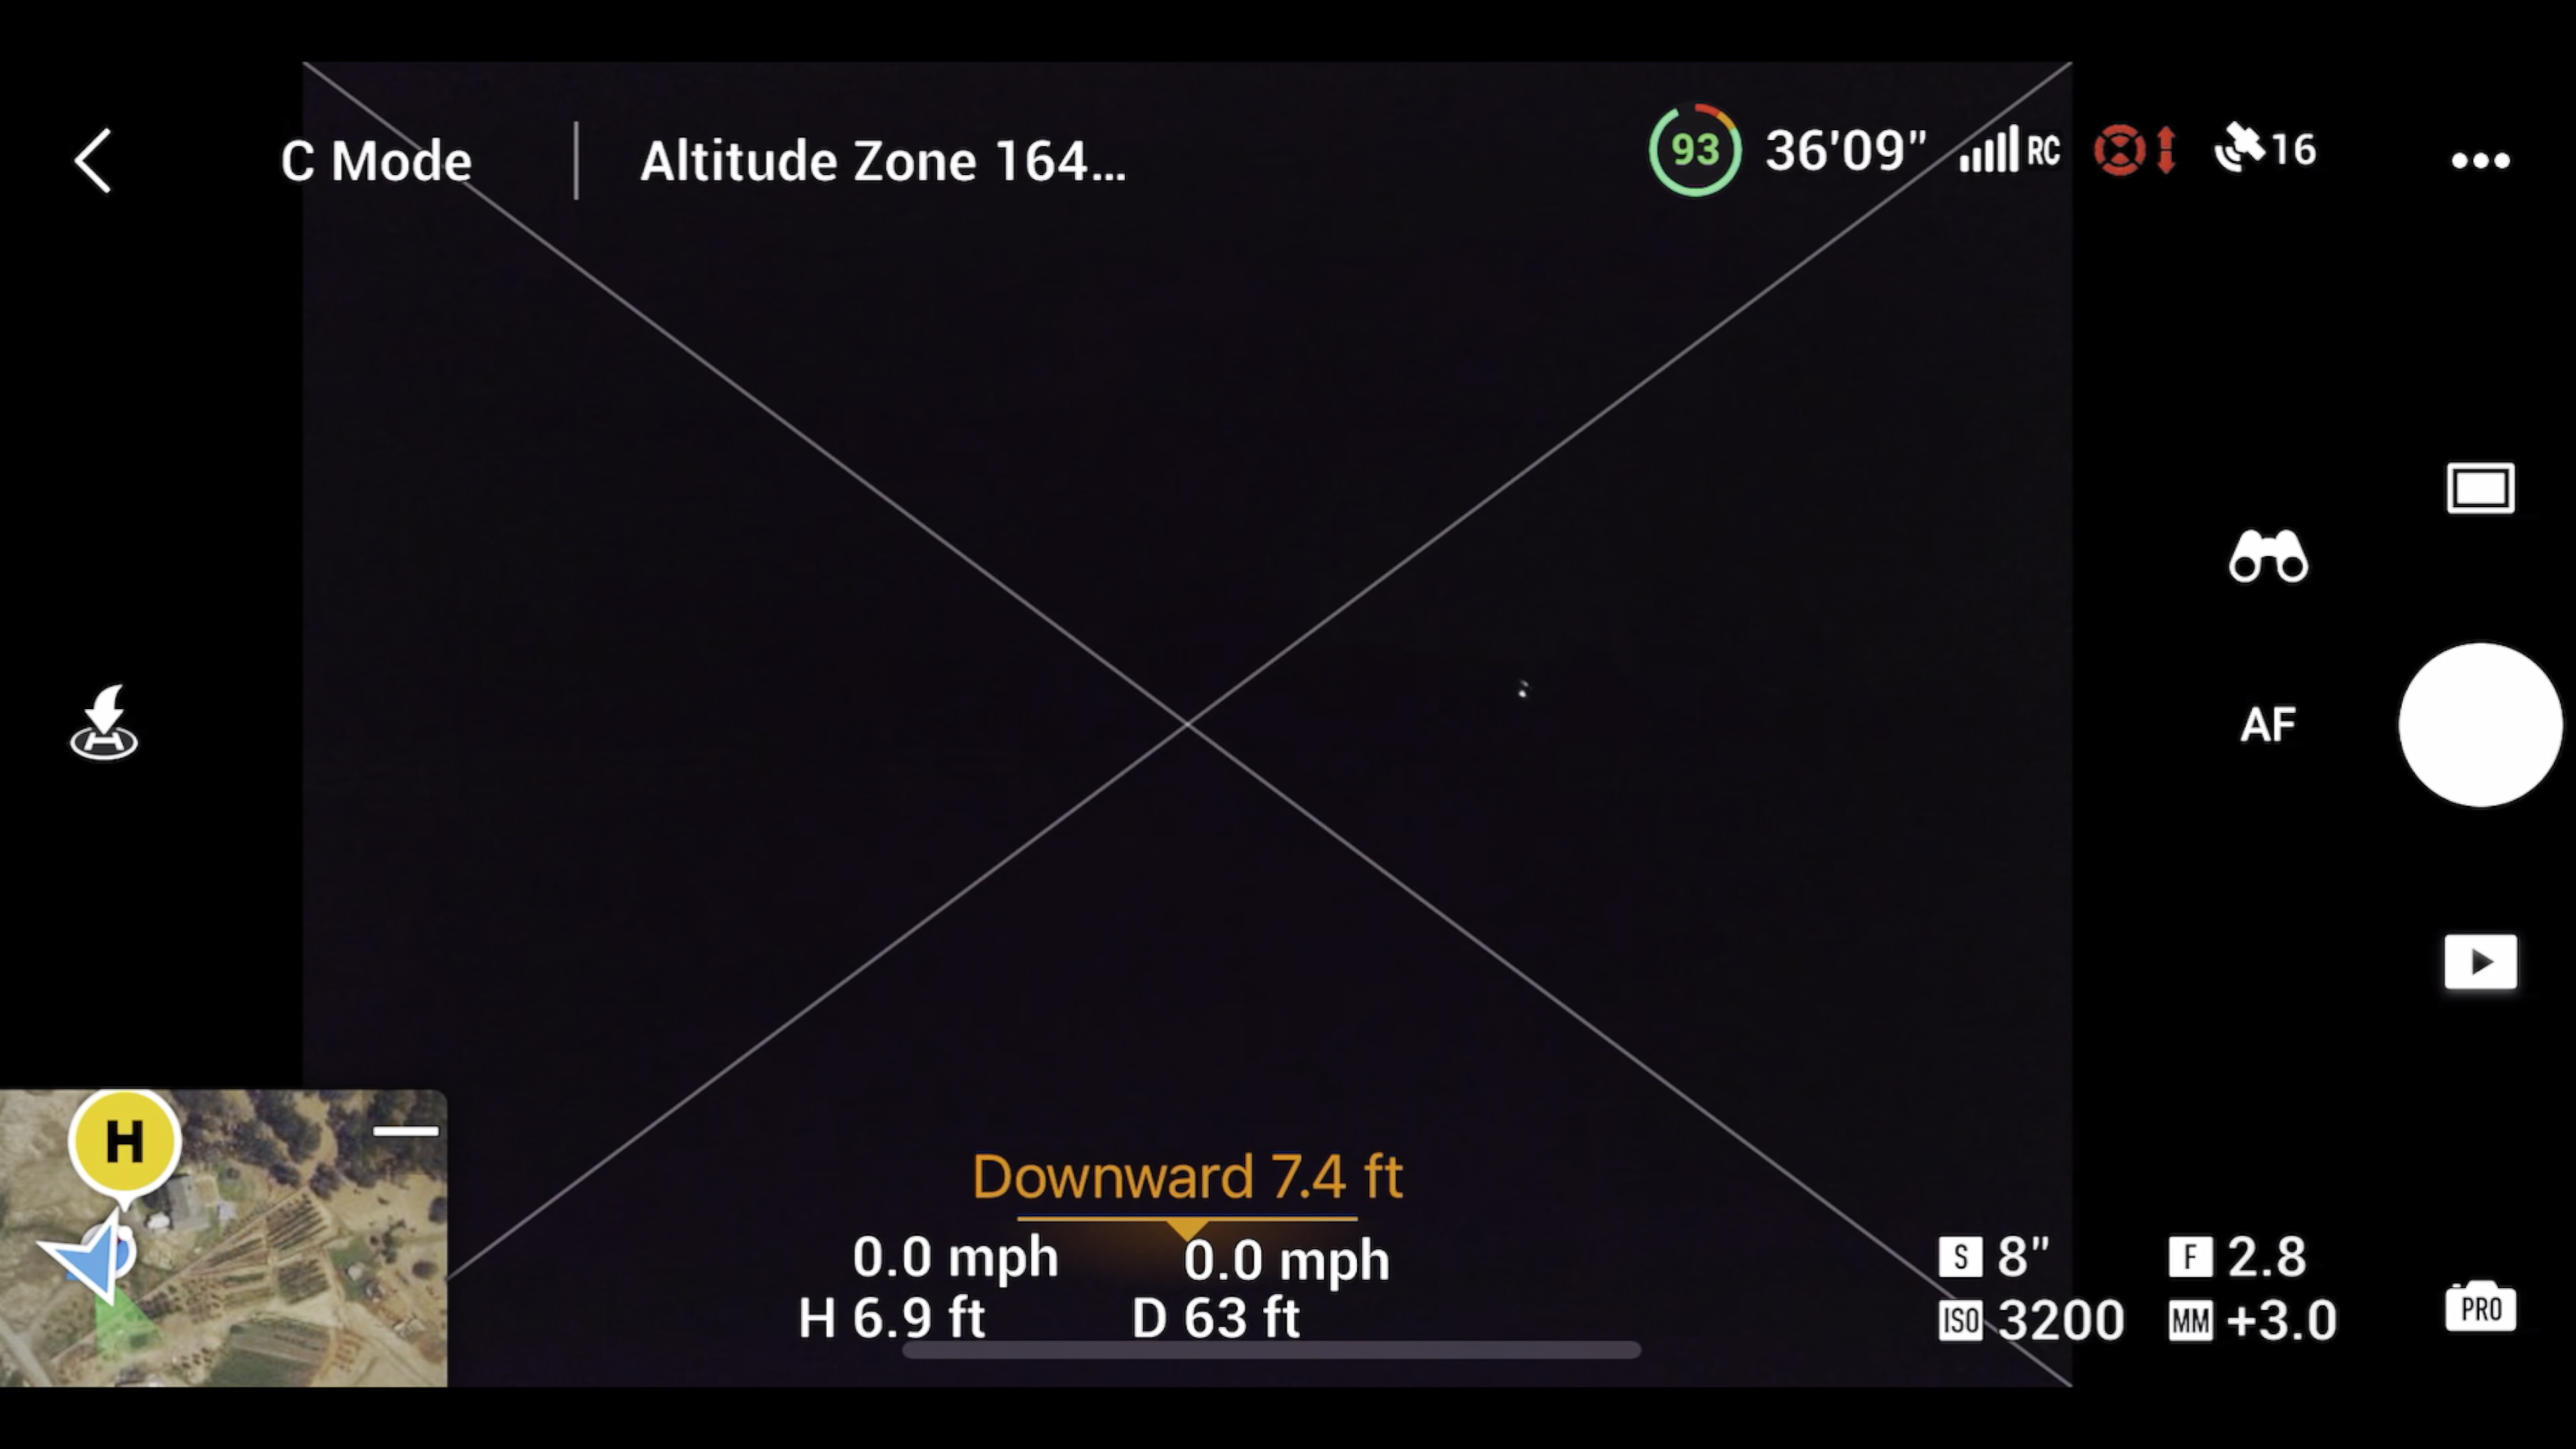 C Mode
Altitude Zone 164...
93
36'09"
RC
16
AF
H
Downward 7.4 ft
0.0 mph
0.0 mph
H 6.9 ft
D 63 ft
S 8"
F 2.8
ISO 3200
MM +3.0
PRO